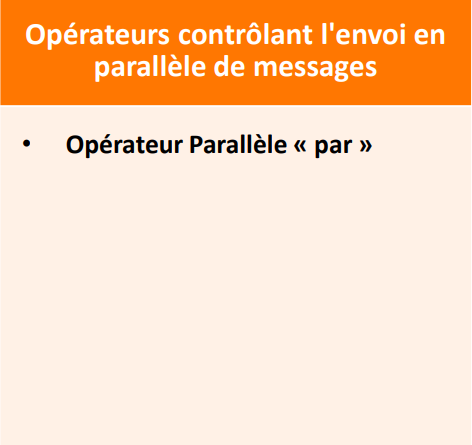 Opérateurs contrôlant l'envoi en
parallèle de messages
• Opérateur Parallèle « par »